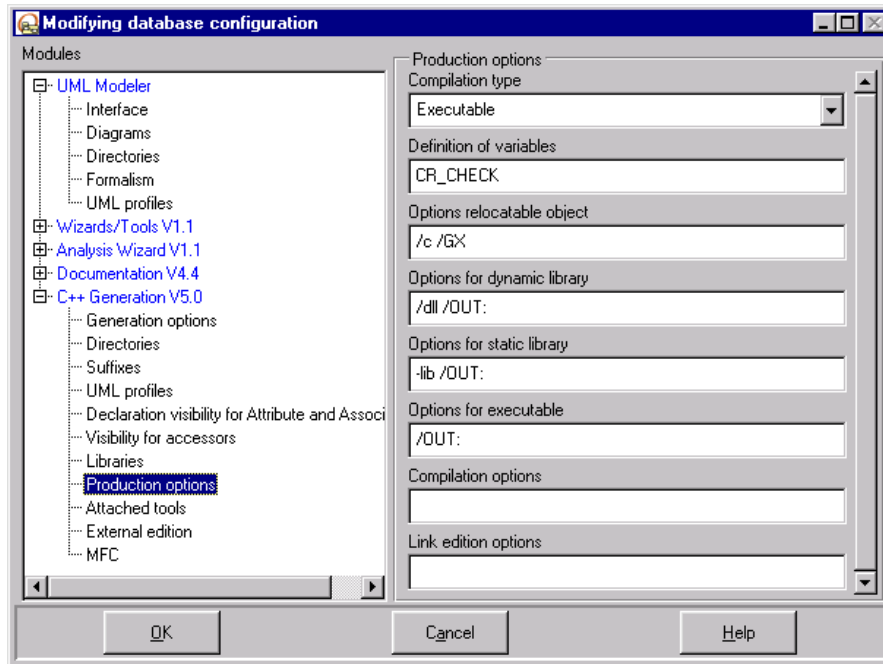 Modifying database configuration
Modules
UML Modeler
Interface
Diagrams
Directories
Formalism
UML profiles
Wizards/Tools V1.1
Analysis Wizard V1.1
Documentation V4.4
C++ Generation V5.0
Generation options
Directories
Suffixes
UML profiles
Declaration visibility for Attribute and Associ
Visibility for accessors
Libraries
Production options
Attached tools
External edition
MFC
Production options
Compilation type
Executable
Definition of variables
CR_CHECK
Options relocatable object
/c /GX
Options for dynamic library
/dll /OUT:
Options for static library
-lib /OUT:
Options for executable
/OUT:
Compilation options
Link edition options
OK
Cancel
Help